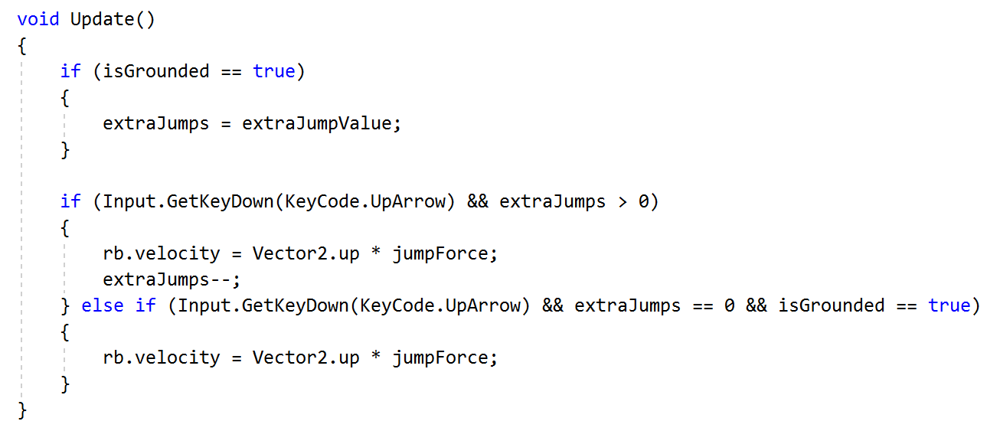 void Update()
{
    if (isGrounded == true)
    {
        extraJumps = extraJumpValue;
    }

    if (Input.GetKeyDown(KeyCode.UpArrow) && extraJumps > 0)
    {
        rb.velocity = Vector2.up * jumpForce;
        extraJumps--;
    } else if (Input.GetKeyDown(KeyCode.UpArrow) && extraJumps == 0 && isGrounded == true)
    {
        rb.velocity = Vector2.up * jumpForce;
    }
}